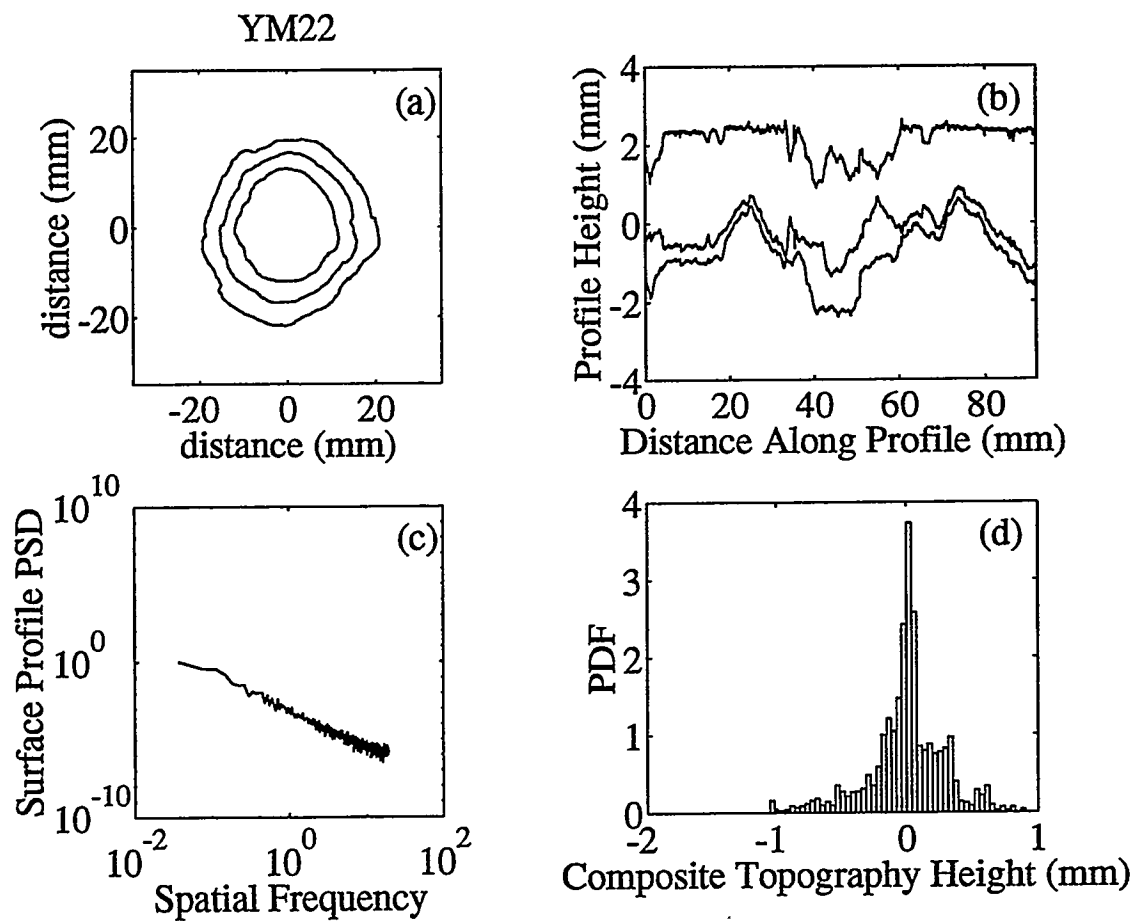 YM22
(a)
distance (mm)
20
0
-20
-20 0 20
distance (mm)
(b)
Profile Height (mm)
4
2
0
-2
-4
0 20 40 60 80
Distance Along Profile (mm)
(c)
Surface Profile PSD
10^10
10^0
10^-10
10^-2 10^0 10^2
Spatial Frequency
(d)
PDF
4
3
2
1
0
-2 -1 0 1
Composite Topography Height (mm)